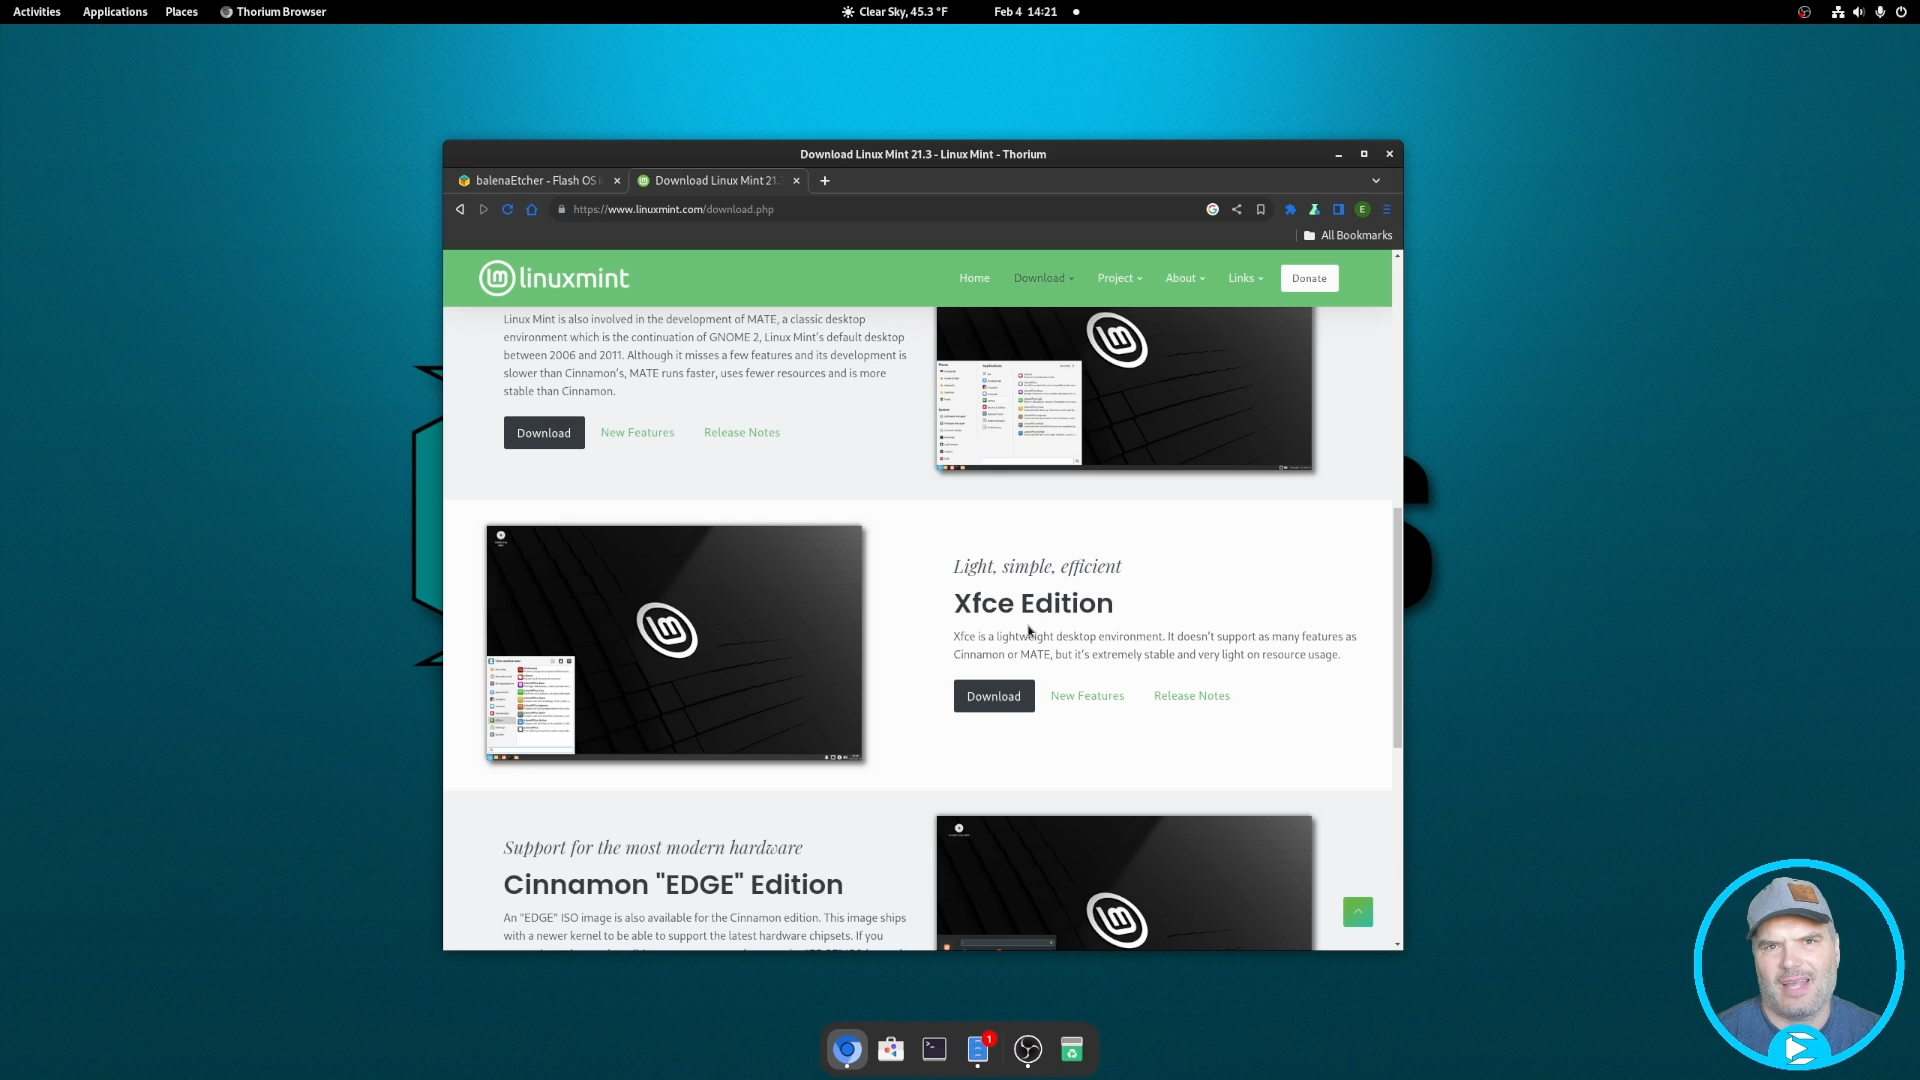 Activities Applications Places Thorium Browser Clear Sky, 45.3 °F Feb 4 14:21
Download Linux Mint 21.3 - Linux Mint - Thorium
balenaEtcher - Flash OS Download Linux Mint 21.
https://www.linuxmint.com/download.php
E
All Bookmarks
linuxmint Home Download Project About Links Donate
Linux Mint is also involved in the development of MATE, a classic desktop
environment which is the continuation of GNOME 2, Linux Mint's default desktop
between 2006 and 2011. Although it misses a few features and its development is
slower than Cinnamon's, MATE runs faster, uses fewer resources and is more
stable than Cinnamon.
Download New Features Release Notes
Light, simple, efficient
Xfce Edition
Xfce is a lightweight desktop environment. It doesn't support as many features as
Cinnamon or MATE, but it's extremely stable and very light on resource usage.
Download New Features Release Notes
Support for the most modern hardware
Cinnamon "EDGE" Edition
An "EDGE" ISO image is also available for the Cinnamon edition. This image ships
with a newer kernel to be able to support the latest hardware chipsets. If you
1